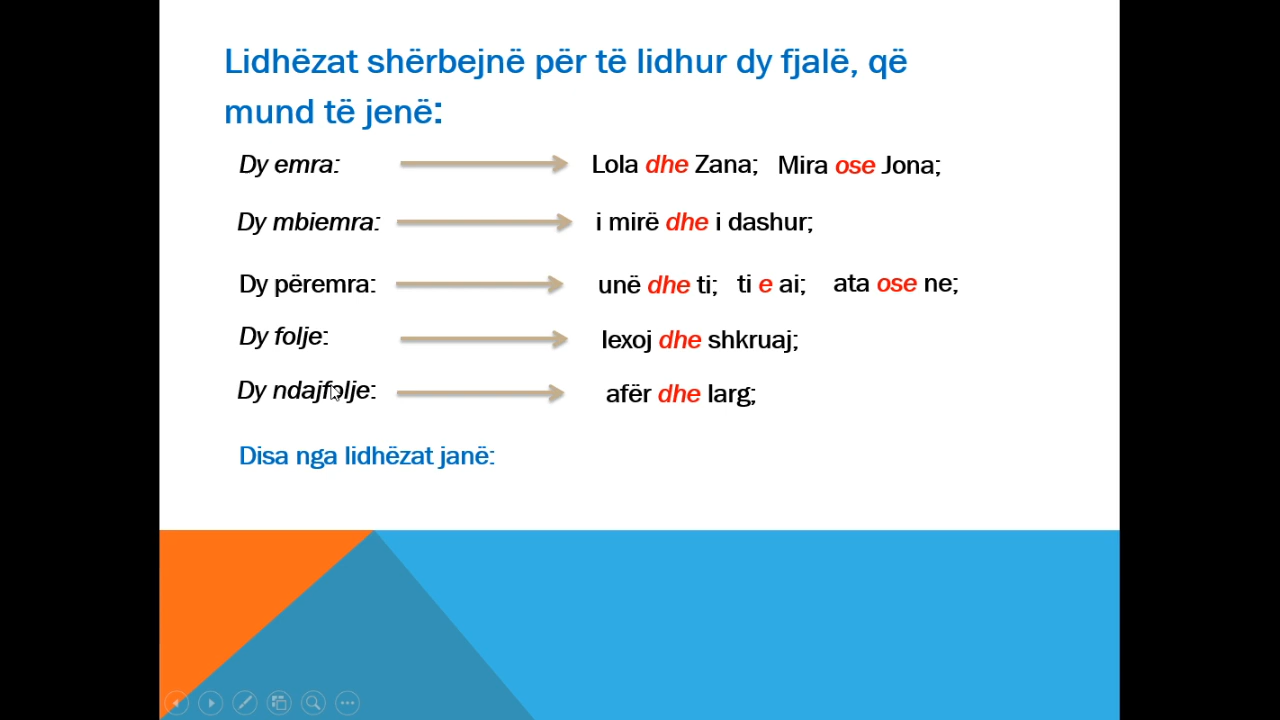 Lidhëzat shërbejnë për të lidhur dy fjalë, që
mund të jenë:
Dy emra: Lola dhe Zana; Mira ose Jona;
Dy mbiemra: i mirë dhe i dashur;
Dy përemra: unë dhe ti; ti e ai; ata ose ne;
Dy folje: lexoj dhe shkruaj;
Dy ndajfolje: afër dhe larg;
Disa nga lidhëzat janë: